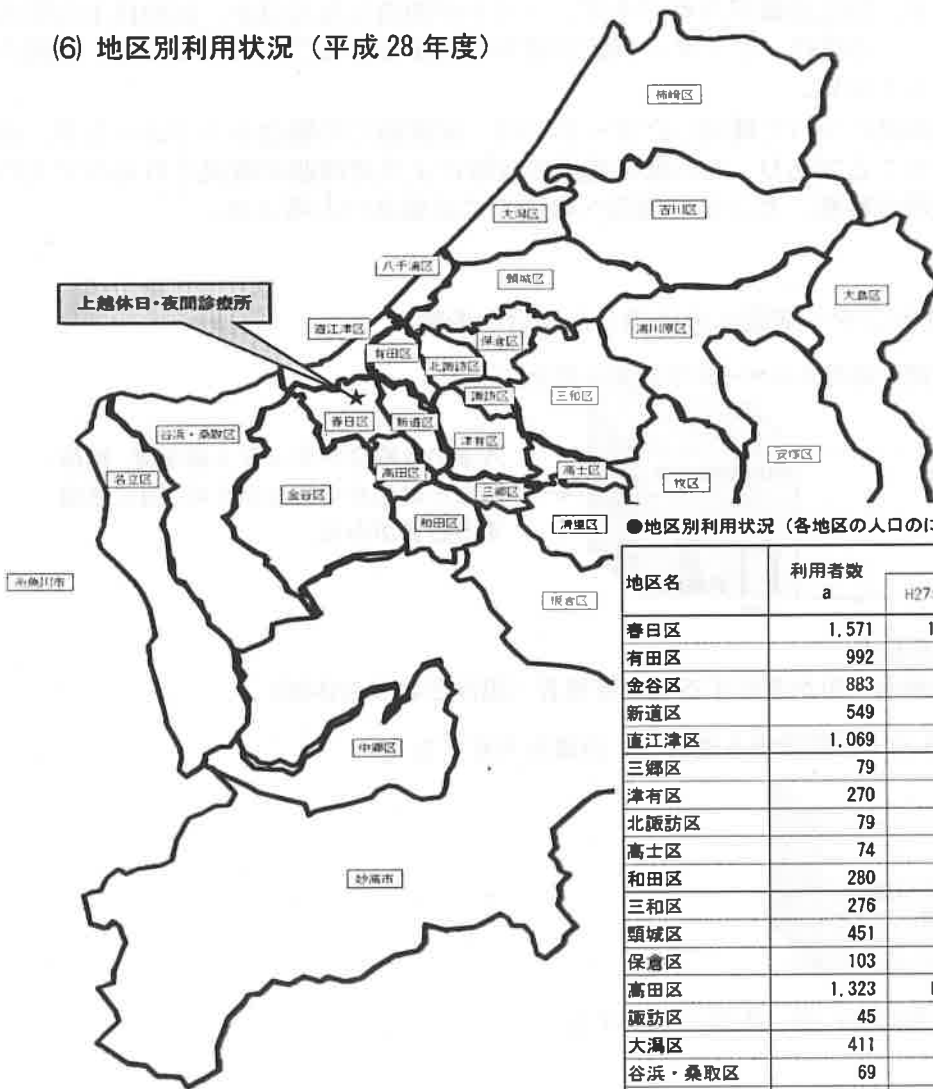 (6) 地区別利用状況（平成 28 年度）
柿崎区
大潟区
吉川区
八千浦区
頸城区
大島区
上越休日・夜間診療所
直江津区
浦川原区
保倉区
有田区
北諏訪区
諏訪区
三和区
春日区
新道区
谷浜・桑取区
津有区
安塚区
高田区
高士区
牧区
名立区
金谷区
三郷区
和田区
清里区
糸魚川市
板倉区
中郷区
妙高市
●地区別利用状況（各地区の人口の
地区名 利用者数 a H27
春日区 1,571 1
有田区 992
金谷区 883
新道区 549
直江津区 1,069
三郷区 79
津有区 270
北諏訪区 79
高士区 74
和田区 280
三和区 276
頸城区 451
保倉区 103
高田区 1,323
諏訪区 45
大潟区 411
谷浜・桑取区 69